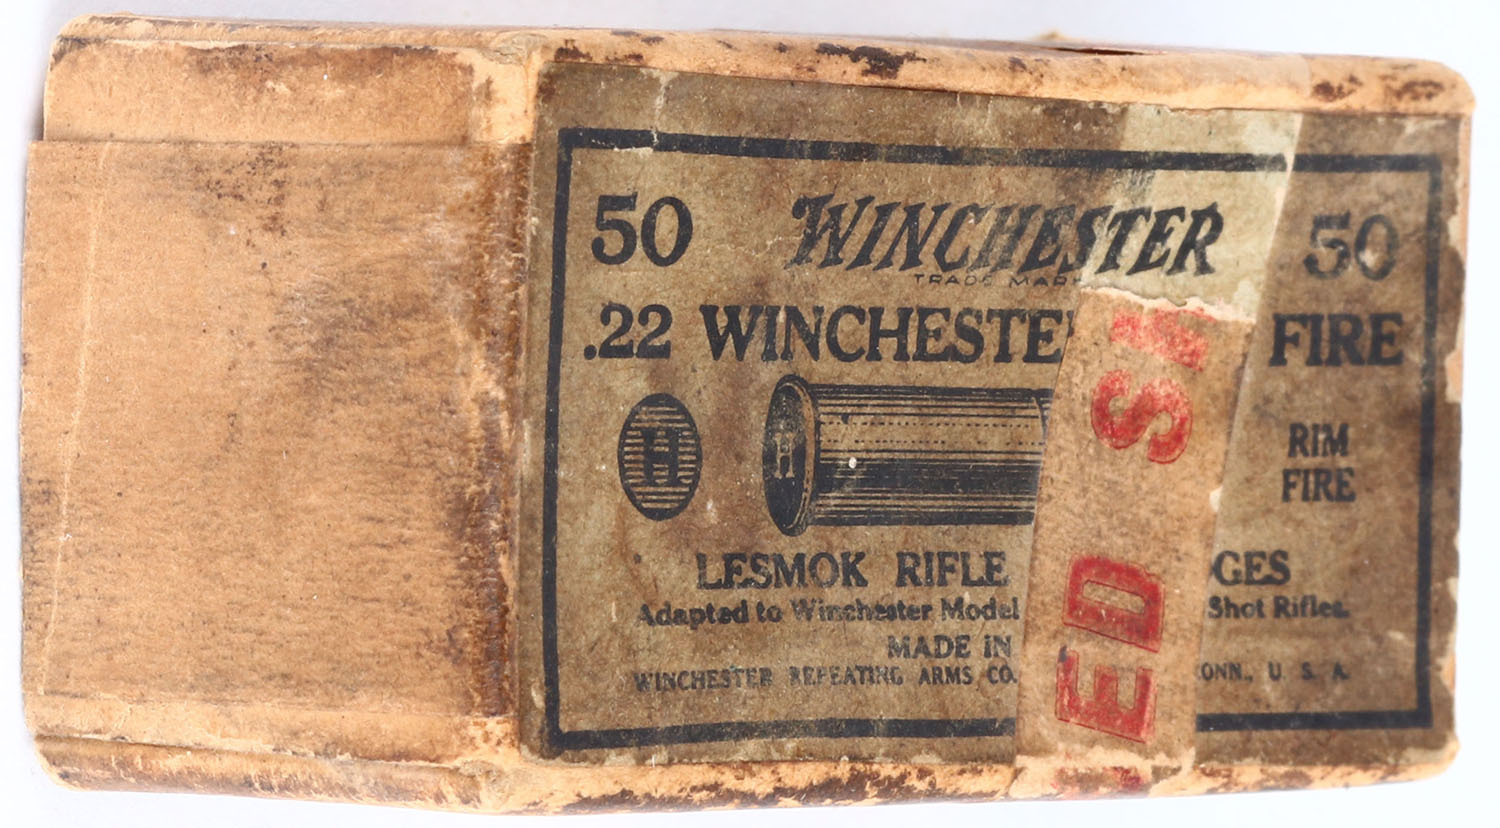 50 WINCHESTER 50
TRADE MARK
.22 WINCHESTE FIRE
H H RIM
FIRE
LESMOK RIFLE GES
Adapted to Winchester Model Shot Rifles.
MADE IN
WINCHESTER REPEATING ARMS CO. ONN., U. S. A.
ED S